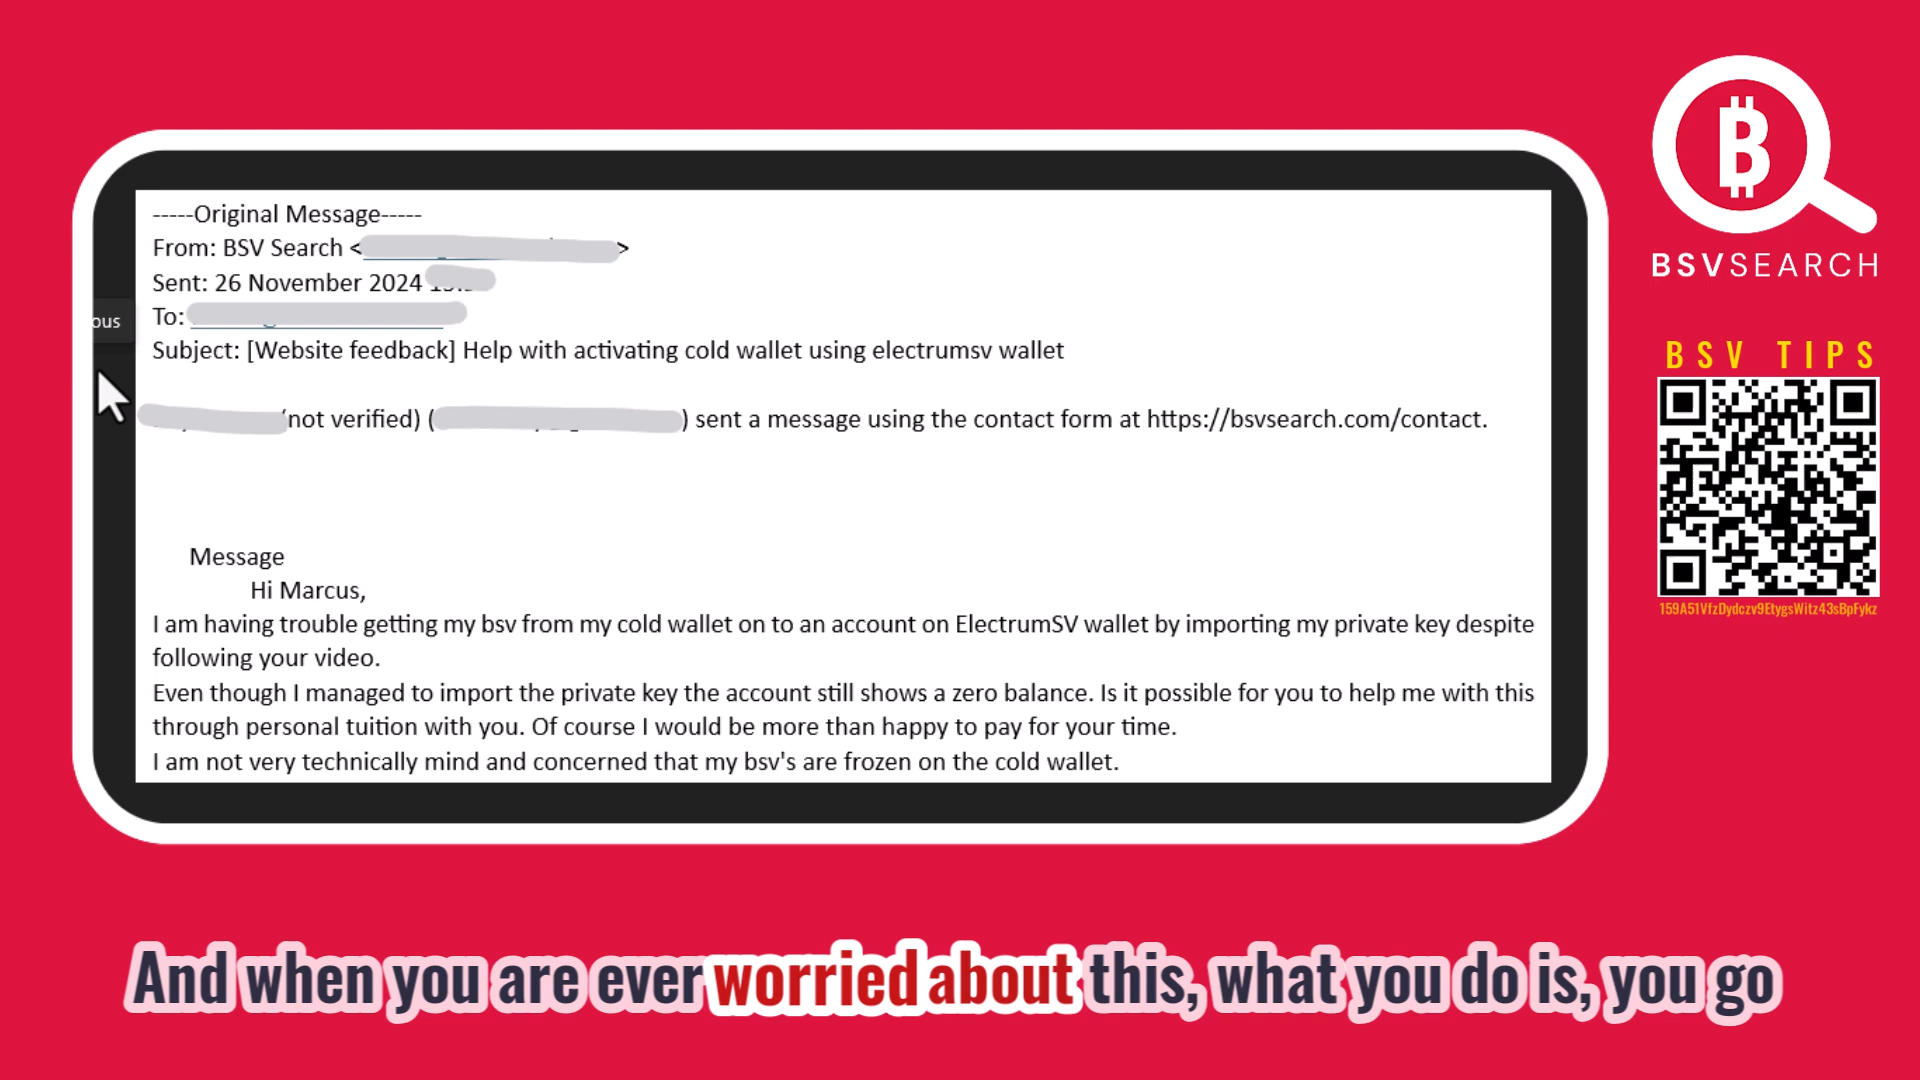 -----Original Message-----
From: BSV Search < >
Sent: 26 November 2024
To:
Subject: [Website feedback] Help with activating cold wallet using electrumsv wallet
(not verified) ( ) sent a message using the contact form at https://bsvsearch.com/contact.
Message
Hi Marcus,
I am having trouble getting my bsv from my cold wallet on to an account on ElectrumSV wallet by importing my private key despite
following your video.
Even though I managed to import the private key the account still shows a zero balance. Is it possible for you to help me with this
through personal tuition with you. Of course I would be more than happy to pay for your time.
I am not very technically mind and concerned that my bsv's are frozen on the cold wallet.
ous
BSVSEARCH
BSV TIPS
159A51VfzDydczv9EtygsWitz43sBpFykz
And when you are ever worried about this, what you do is, you go